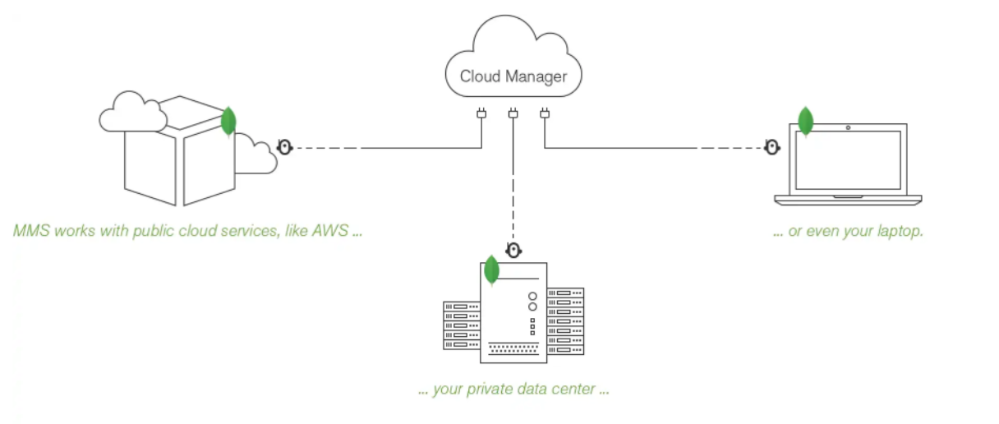 Cloud Manager
MMS works with public cloud services, like AWS ...
... or even your laptop.
... your private data center ...